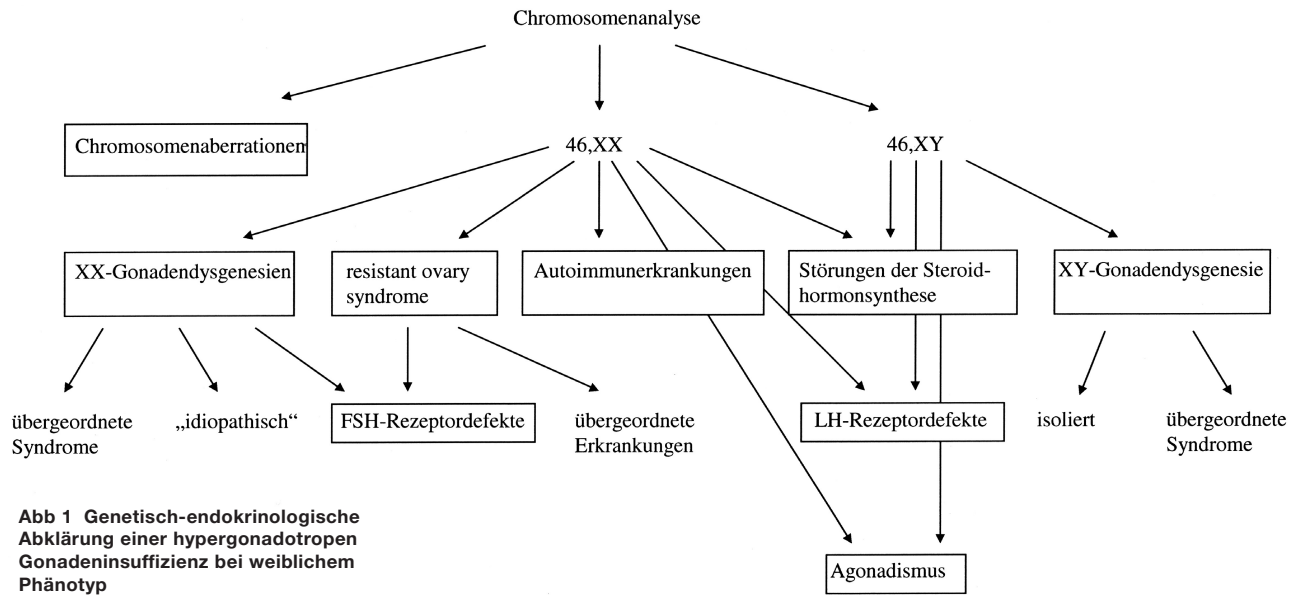 Chromosomenanalyse
Chromosomenaberrationen
46,XX
46,XY
XX-Gonadendysgenesien
resistant ovary
syndrome
Autoimmunerkrankungen
Störungen der Steroid-
hormonsynthese
XY-Gonadendysgenesie
übergeordnete
Syndrome
„idiopathisch“
FSH-Rezeptordefekte
übergeordnete
Erkrankungen
LH-Rezeptordefekte
isoliert
übergeordnete
Syndrome
Agonadismus
Abb 1 Genetisch-endokrinologische
Abklärung einer hypergonadotropen
Gonadeninsuffizienz bei weiblichem
Phänotyp